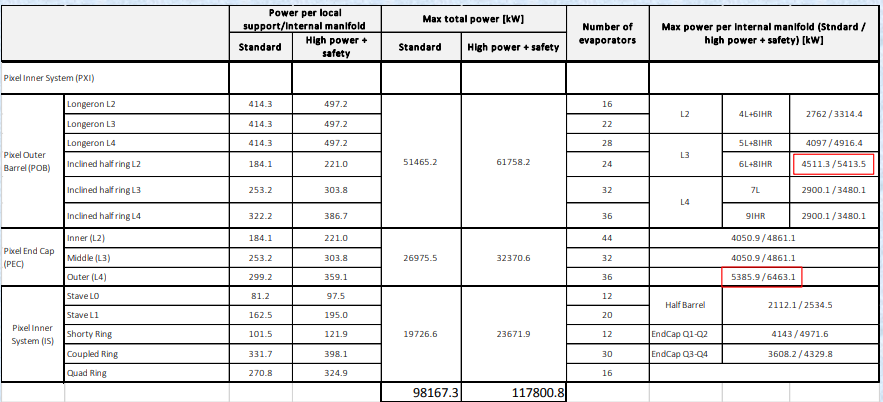 Power per local support/internal manifold | Max total power [kW] | Number of evaporators | Max power per internal manifold (Stndard / high power + safety) [kW]
Standard | High power + safety | Standard | High power + safety
Pixel Inner System (PXI)
Pixel Outer Barrel (POB) | Longeron L2 | 414.3 | 497.2 | 51465.2 | 61758.2 | 16 | L2 | 4L+6IHR | 2762 / 3314.4
Longeron L3 | 414.3 | 497.2 | 22
Longeron L4 | 414.3 | 497.2 | 28 | L3 | 5L+8IHR | 4097 / 4916.4
Inclined half ring L2 | 184.1 | 221.0 | 24 | 6L+8IHR | 4511.3 / 5413.5
Inclined half ring L3 | 253.2 | 303.8 | 32 | L4 | 7L | 2900.1 / 3480.1
Inclined half ring L4 | 322.2 | 386.7 | 36 | 9IHR | 2900.1 / 3480.1
Pixel End Cap (PEC) | Inner (L2) | 184.1 | 221.0 | 26975.5 | 32370.6 | 44 | 4050.9 / 4861.1
Middle (L3) | 253.2 | 303.8 | 32 | 4050.9 / 4861.1
Outer (L4) | 299.2 | 359.1 | 36 | 5385.9 / 6463.1
Pixel Inner System (IS) | Stave L0 | 81.2 | 97.5 | 19726.6 | 23671.9 | 12 | Half Barrel | 2112.1 / 2534.5
Stave L1 | 162.5 | 195.0 | 20
Shorty Ring | 101.5 | 121.9 | 12 | EndCap Q1-Q2 | 4143 / 4971.6
Coupled Ring | 331.7 | 398.1 | 30 | EndCap Q3-Q4 | 3608.2 / 4329.8
Quad Ring | 270.8 | 324.9 | 16
98167.3 | 117800.8